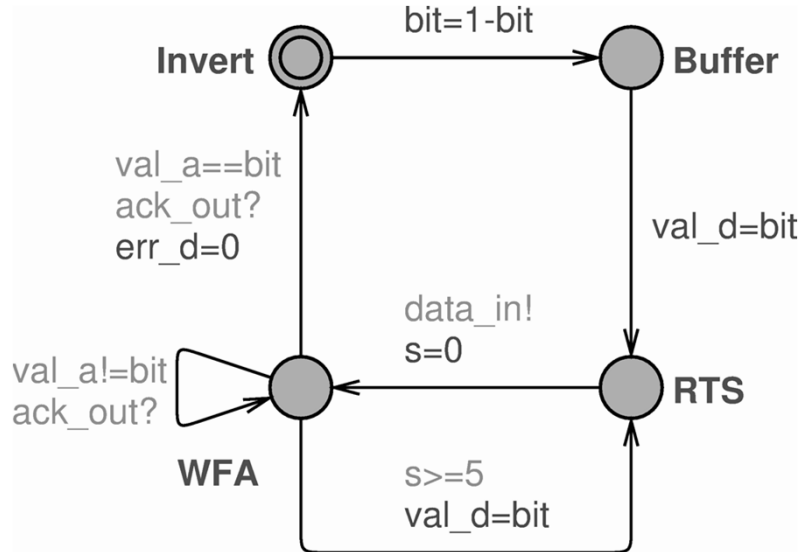 bit=1-bit
Invert
Buffer
val_a==bit
ack_out?
err_d=0
val_d=bit
data_in!
s=0
val_a!=bit
ack_out?
RTS
WFA
s>=5
val_d=bit